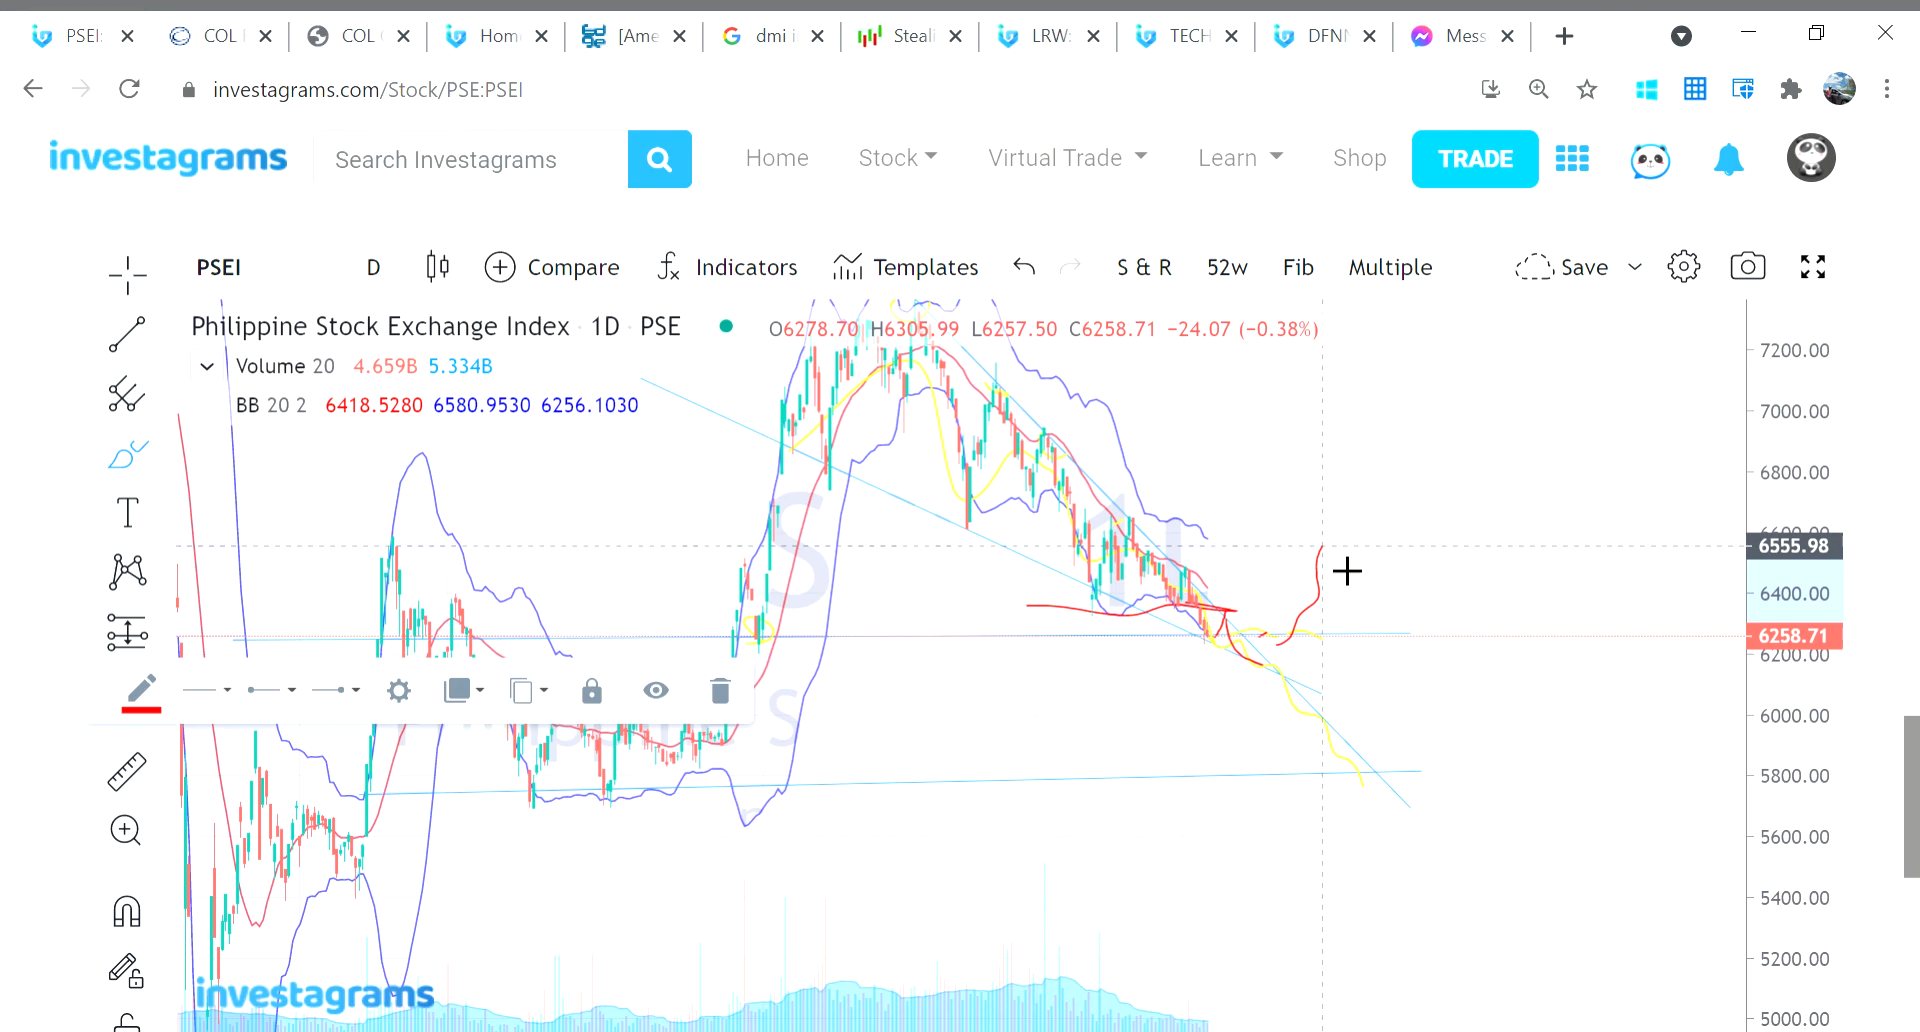 PSEI: COL COL Hom [Ame dmi i Steali LRW: TECH DFNN Mess
investagrams.com/Stock/PSE:PSEI
investagrams Search Investagrams Home Stock Virtual Trade Learn Shop TRADE
PSEI D Compare Indicators Templates S & R 52w Fib Multiple Save
Philippine Stock Exchange Index · 1D · PSE O6278.70 H6305.99 L6257.50 C6258.71 −24.07 (−0.38%)
Volume 20 4.659B 5.334B
BB 20 2 6418.5280 6580.9530 6256.1030
7200.00
7000.00
6800.00
6600.00
6555.98
6400.00
6258.71
6200.00
6000.00
5800.00
5600.00
5400.00
5200.00
5000.00
investagrams